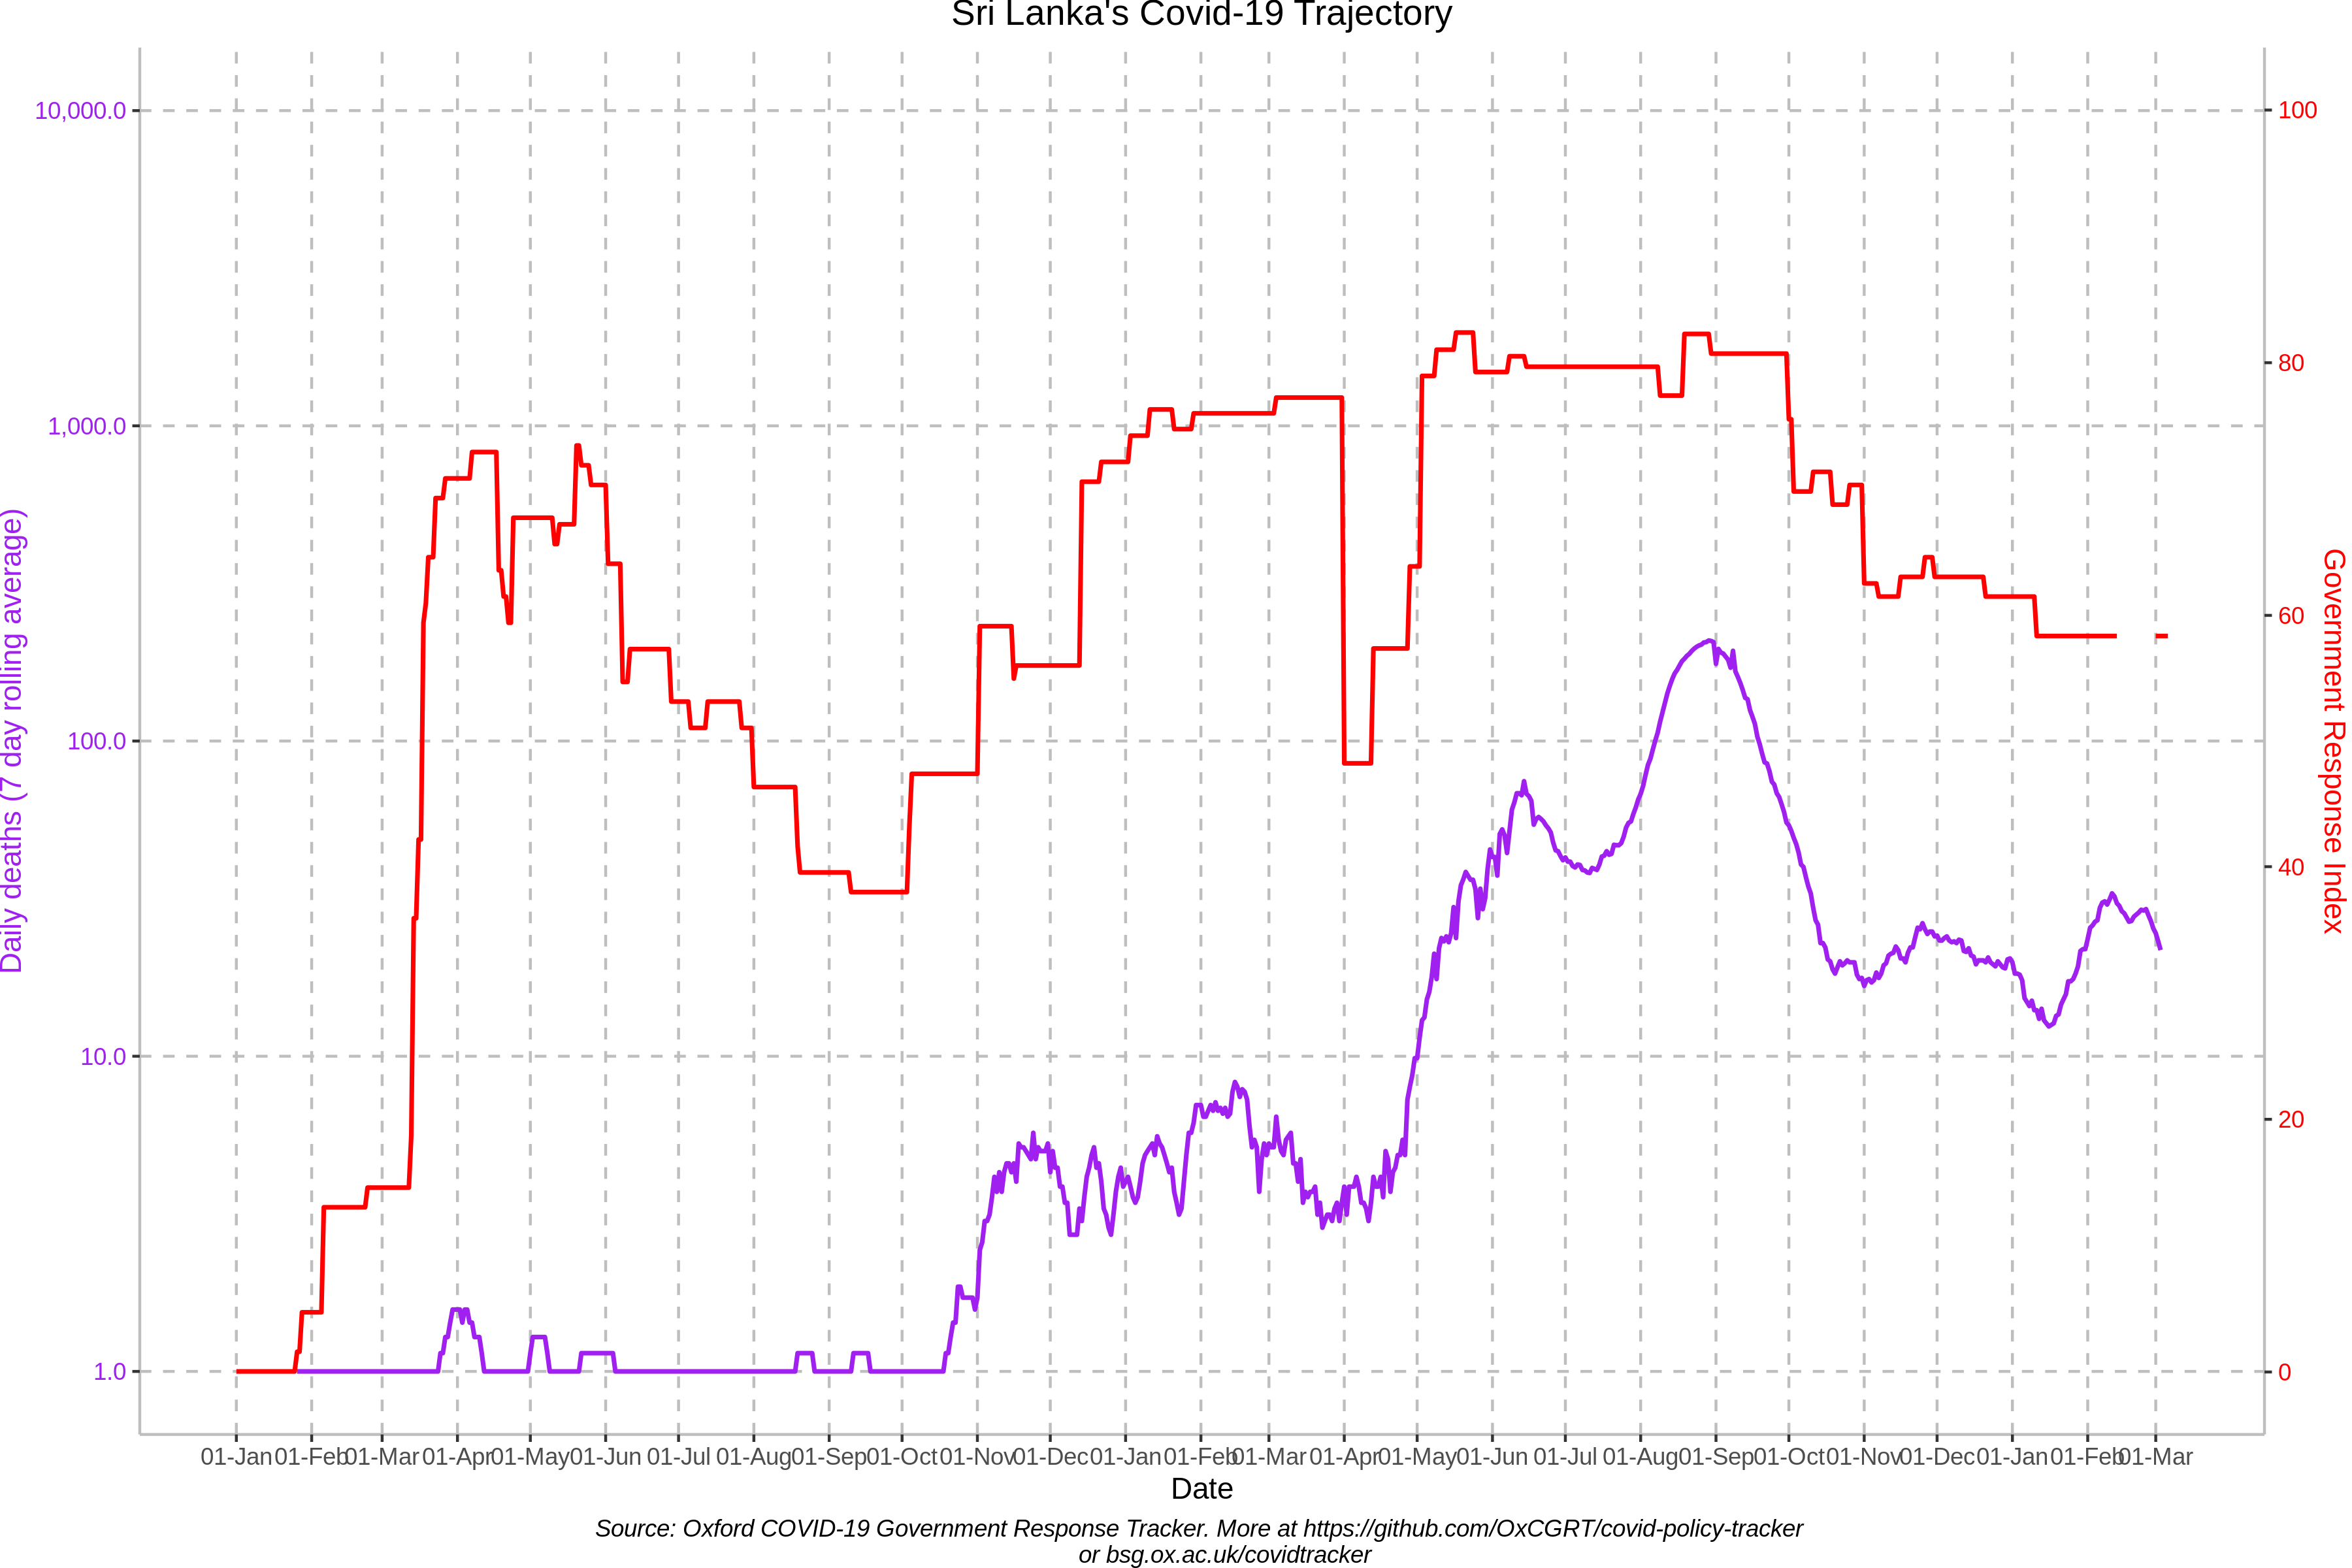 Sri Lanka's Covid-19 Trajectory
10,000.0
1,000.0
100.0
10.0
1.0
Daily deaths (7 day rolling average)
100
80
60
40
20
0
Government Response Index
01-Jan 01-Feb 01-Mar 01-Apr 01-May 01-Jun 01-Jul 01-Aug 01-Sep 01-Oct 01-Nov 01-Dec 01-Jan 01-Feb 01-Mar 01-Apr 01-May 01-Jun 01-Jul 01-Aug 01-Sep 01-Oct 01-Nov 01-Dec 01-Jan 01-Feb 01-Mar
Date
Source: Oxford COVID-19 Government Response Tracker. More at https://github.com/OxCGRT/covid-policy-tracker
or bsg.ox.ac.uk/covidtracker